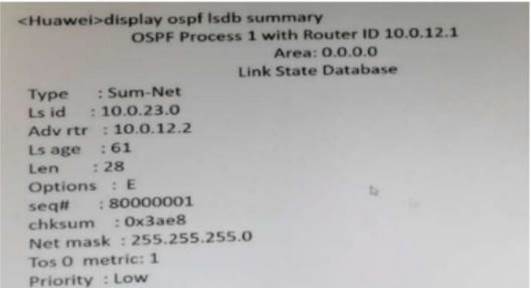 <Huawei>display ospf lsdb summary
OSPF Process 1 with Router ID 10.0.12.1
Area: 0.0.0.0
Link State Database
Type : Sum-Net
Ls id : 10.0.23.0
Adv rtr : 10.0.12.2
Ls age : 61
Len : 28
Options : E
seq# : 80000001
chksum : 0x3ae8
Net mask : 255.255.255.0
Tos 0 metric: 1
Priority : Low